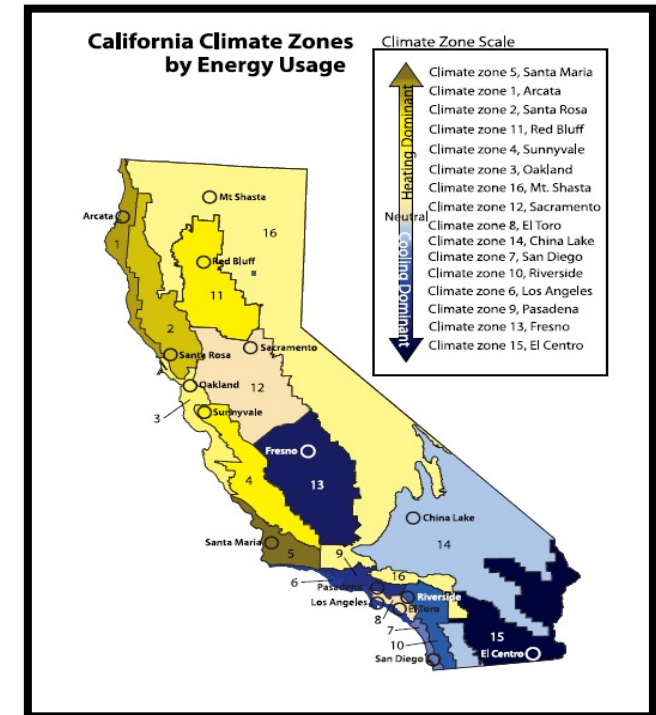 California Climate Zones
by Energy Usage
Climate Zone Scale
Heating Dominant
Neutral
Cooling Dominant
Climate zone 5, Santa Maria
Climate zone 1, Arcata
Climate zone 2, Santa Rosa
Climate zone 11, Red Bluff
Climate zone 4, Sunnyvale
Climate zone 3, Oakland
Climate zone 16, Mt. Shasta
Climate zone 12, Sacramento
Climate zone 8, El Toro
Climate zone 14, China Lake
Climate zone 7, San Diego
Climate zone 10, Riverside
Climate zone 6, Los Angeles
Climate zone 9, Pasadena
Climate zone 13, Fresno
Climate zone 15, El Centro
Mt Shasta
Arcata
16
1
Red Bluff
11
2
Sacramento
Santa Rosa
Oakland
12
3
Sunnyvale
Fresno
4
13
China Lake
Santa Maria
14
5
9
6
16
Pasadena
Riverside
Los Angeles
El Toro
8
7
15
10
El Centro
San Diego